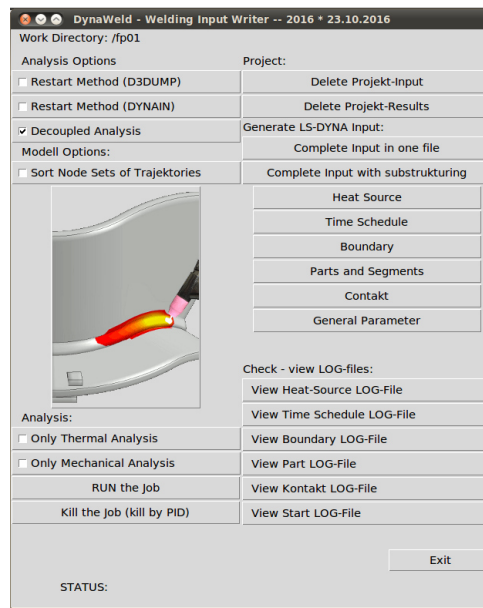 DynaWeld - Welding Input Writer -- 2016 * 23.10.2016
Work Directory: /fp01
Analysis Options
Restart Method (D3DUMP)
Restart Method (DYNAIN)
Decoupled Analysis
Modell Options:
Sort Node Sets of Trajektories
Project:
Delete Projekt-Input
Delete Projekt-Results
Generate LS-DYNA Input:
Complete Input in one file
Complete Input with substrukturing
Heat Source
Time Schedule
Boundary
Parts and Segments
Contakt
General Parameter
Analysis:
Only Thermal Analysis
Only Mechanical Analysis
RUN the Job
Kill the Job (kill by PID)
Check - view LOG-files:
View Heat-Source LOG-File
View Time Schedule LOG-File
View Boundary LOG-File
View Part LOG-File
View Kontakt LOG-File
View Start LOG-File
Exit
STATUS: